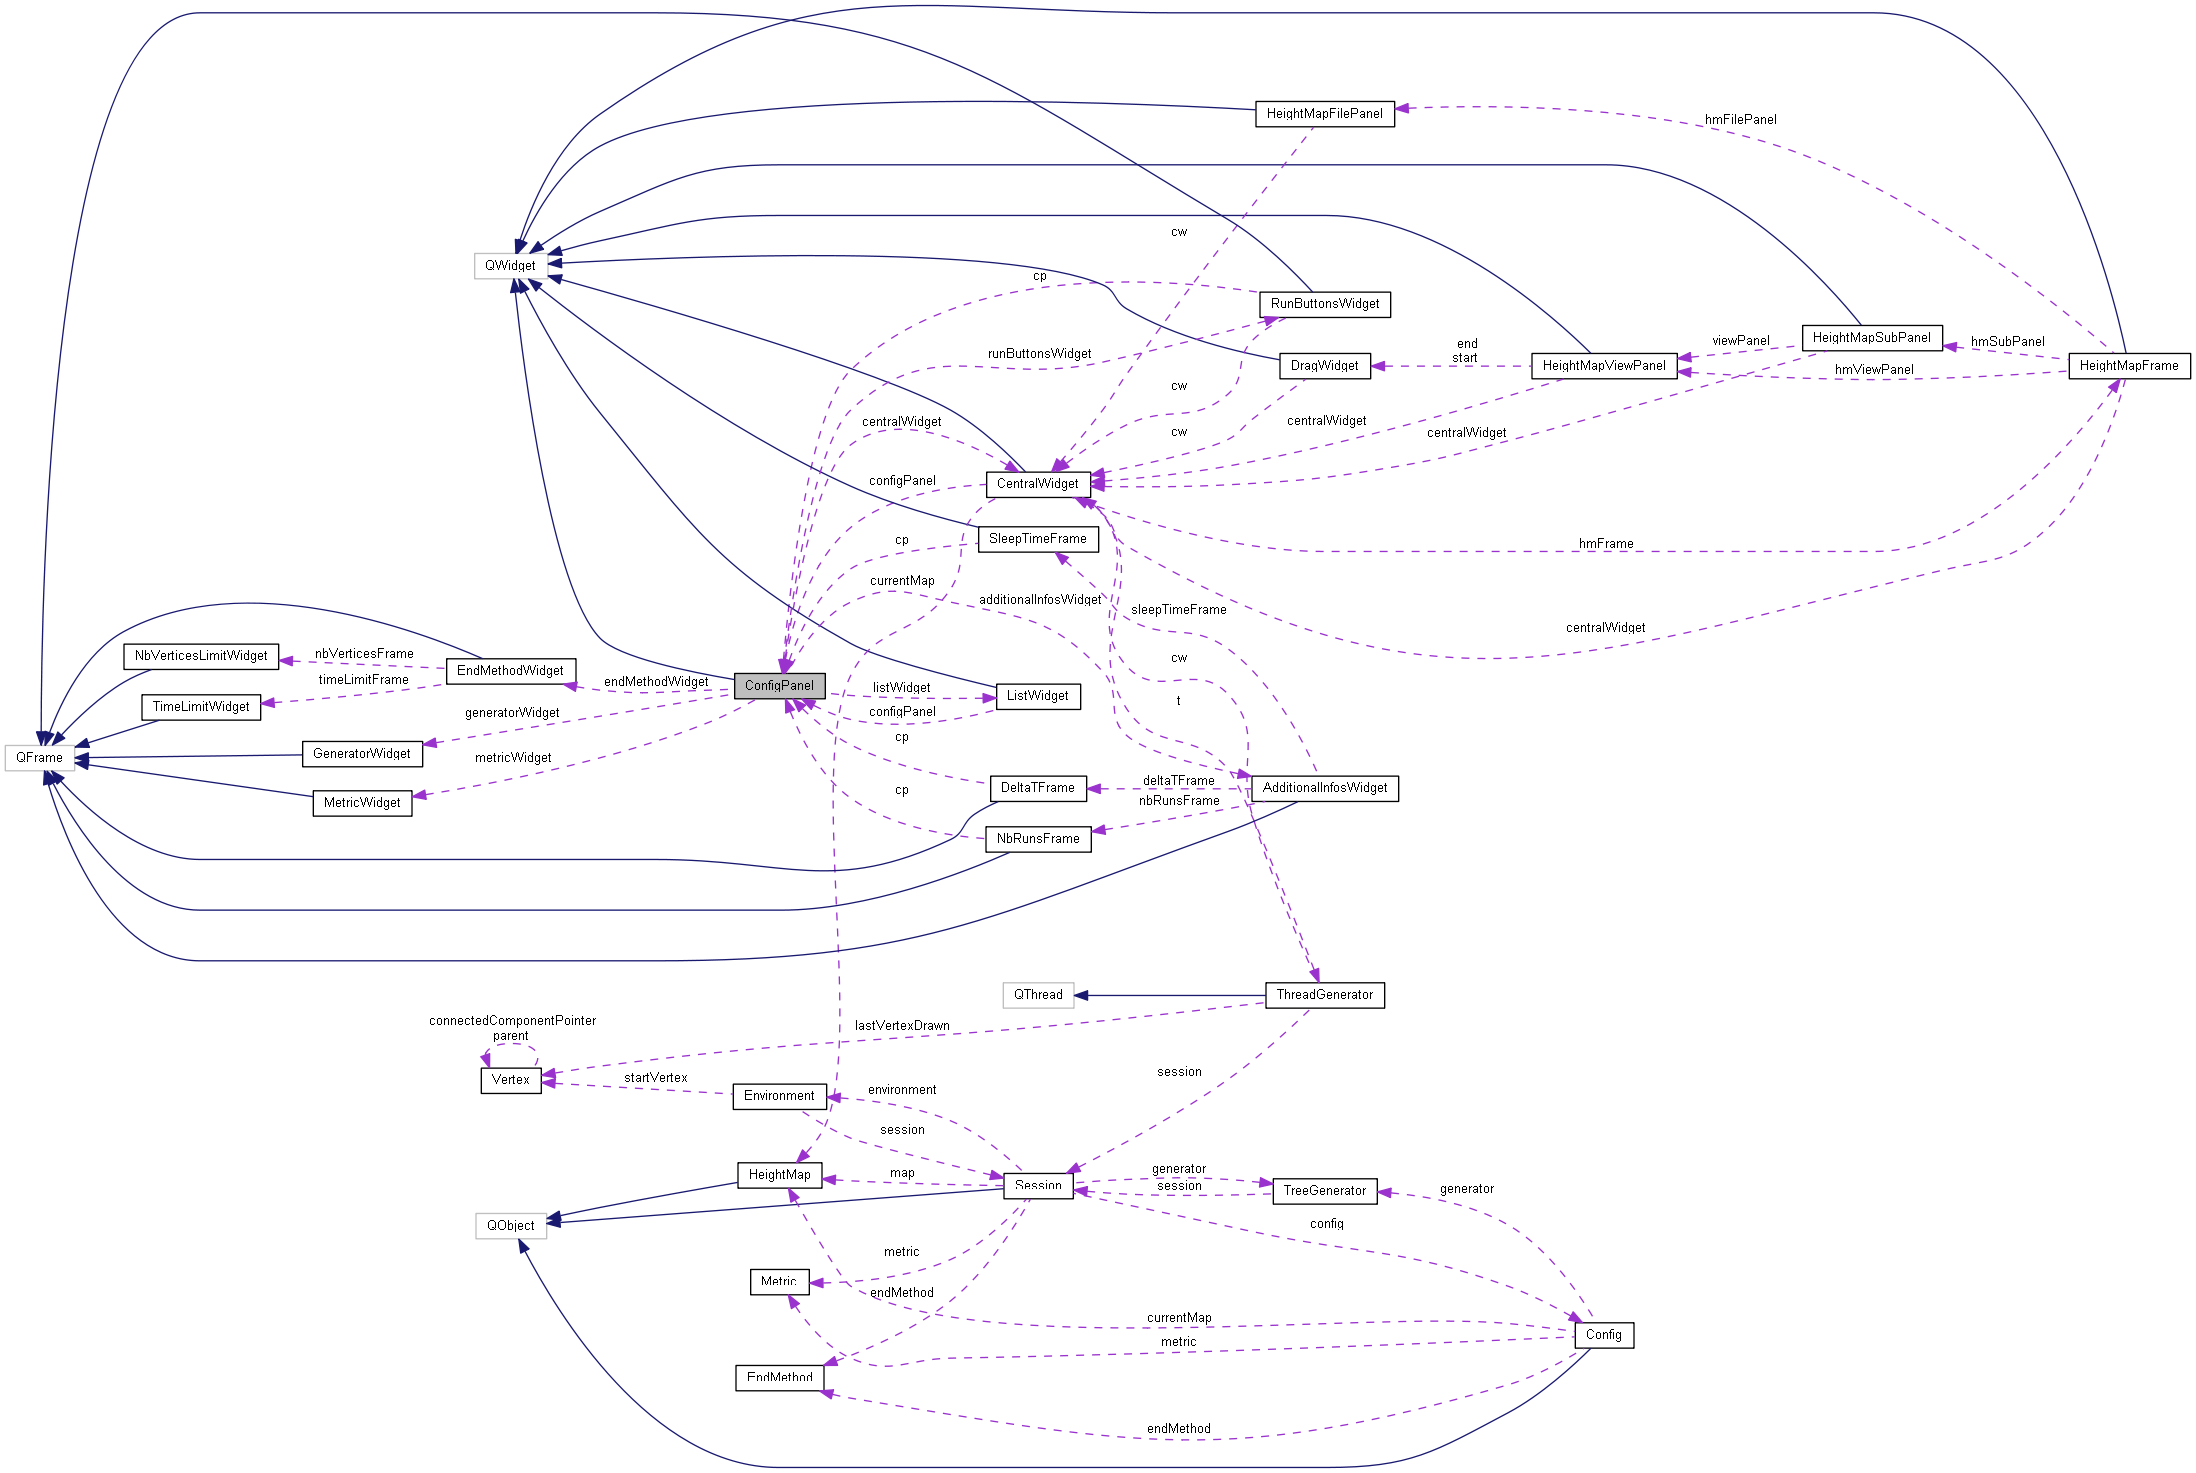 HeightMapFilePanel
hmFilePanel
cw
QWidget
cp
RunButtonsWidget
runButtonsWidget
end
start
viewPanel
HeightMapSubPanel
hmSubPanel
DragWidget
HeightMapViewPanel
hmViewPanel
HeightMapFrame
cw
centralWidget
cw
centralWidget
centralWidget
configPanel
CentralWidget
SleepTimeFrame
cp
hmFrame
currentMap
additionalInfosWidget
sleepTimeFrame
centralWidget
NbVerticesLimitWidget
nbVerticesFrame
EndMethodWidget
cw
timeLimitFrame
endMethodWidget
ConfigPanel
listWidget
ListWidget
TimeLimitWidget
t
generatorWidget
configPanel
cp
QFrame
GeneratorWidget
metricWidget
deltaTFrame
DeltaTFrame
AdditionalInfosWidget
MetricWidget
cp
nbRunsFrame
NbRunsFrame
QThread
ThreadGenerator
connectedComponentPointer
parent
lastVertexDrawn
Vertex
startVertex
Environment
environment
session
session
HeightMap
map
Session
generator
session
TreeGenerator
generator
QObject
config
metric
Metric
endMethod
currentMap
metric
Config
EndMethod
endMethod